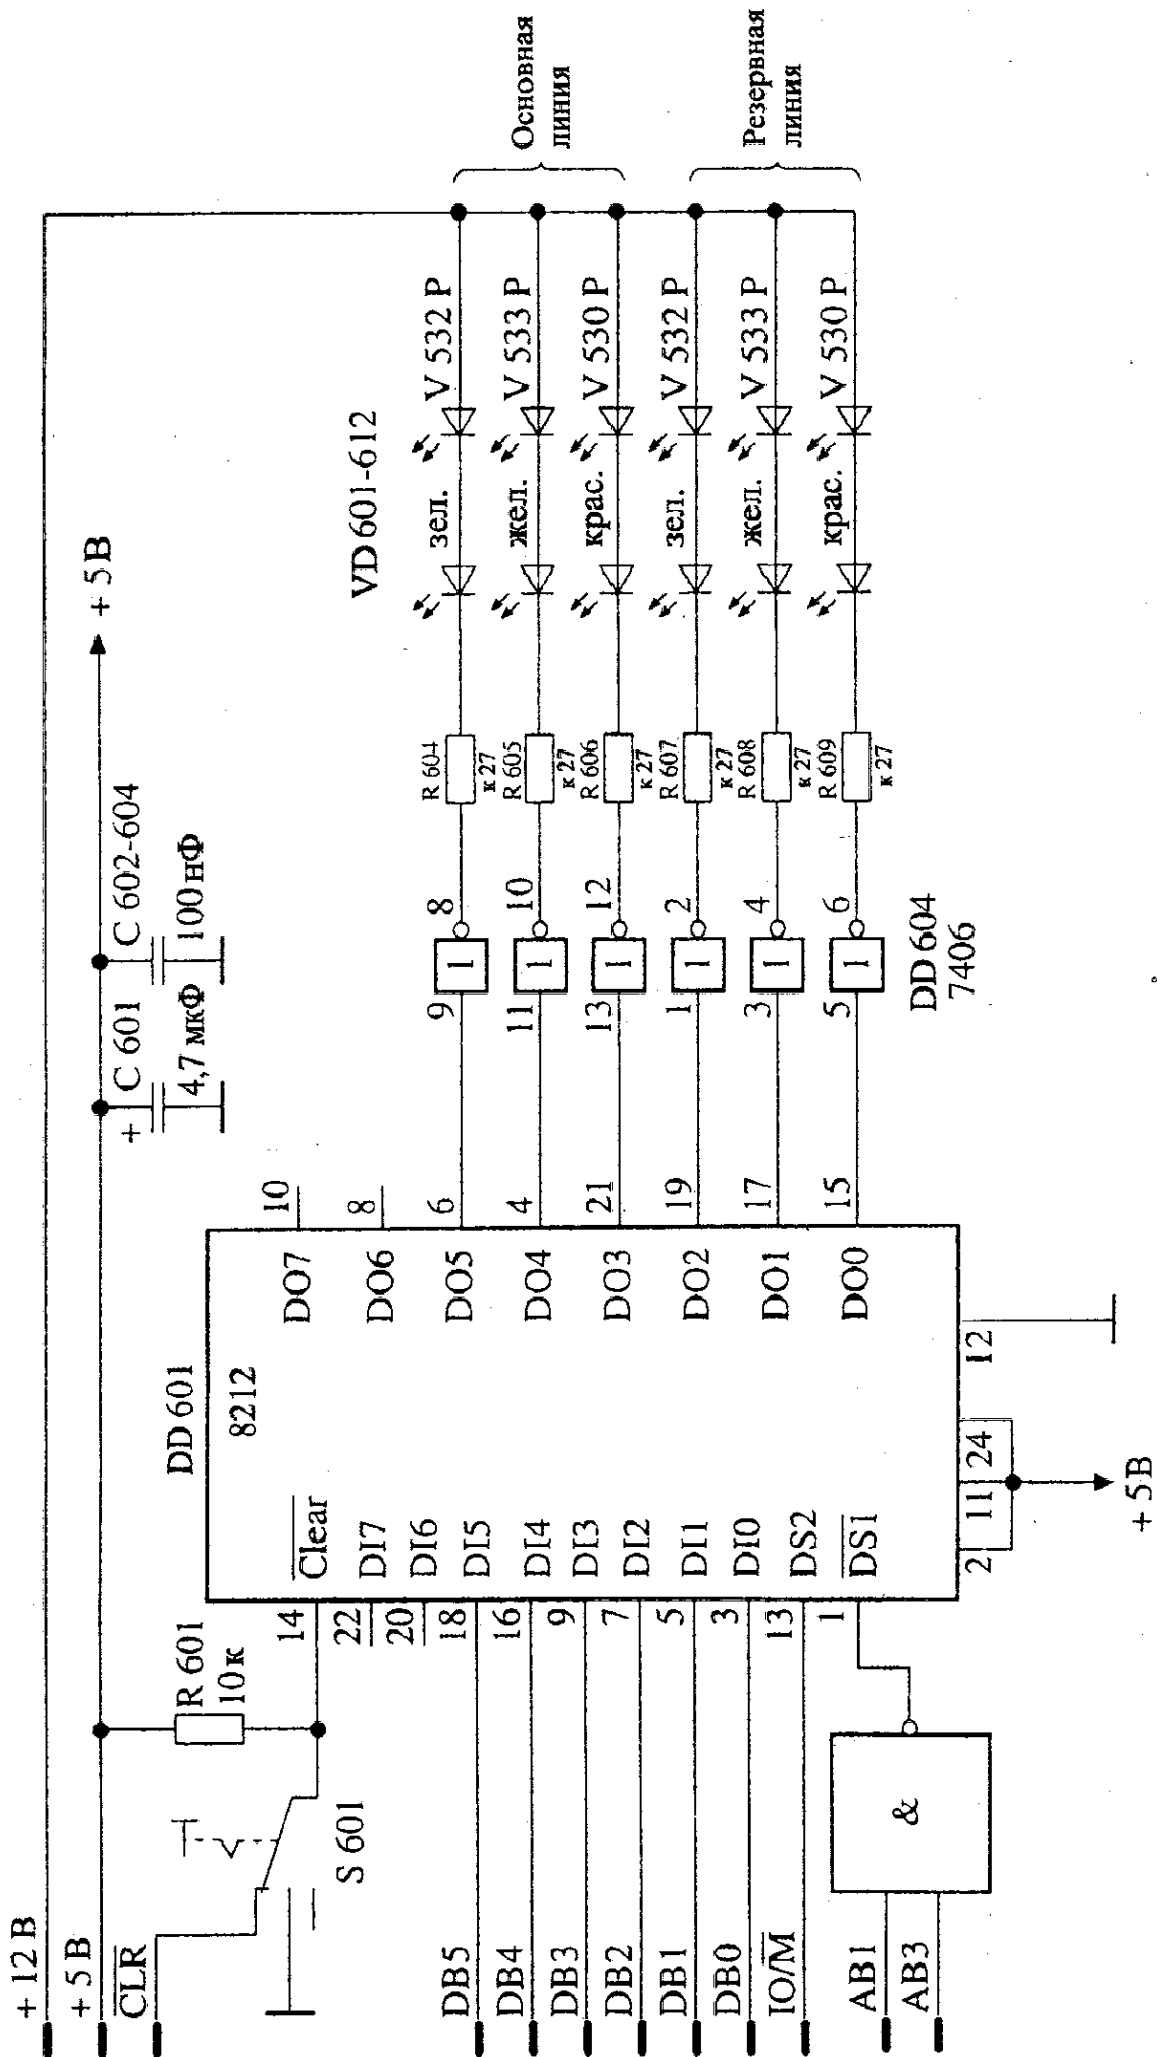 + 12 В
+ 5 В
CLR
R 601
10 к
S 601
+ C 601
4,7 мкФ
C 602-604
100 нФ
+ 5 В
DD 601
8212
Clear
14
DI7
22
DI6
20
DB5
18
DI5
DB4
16
DI4
DB3
9
DI3
DB2
7
DI2
DB1
5
DI1
DB0
3
DI0
IO/M
13
DS2
1
DS1
AB1
AB3
&
2
11
24
12
+ 5 В
DO7
10
DO6
8
DO5
6
DO4
4
DO3
21
DO2
19
DO1
17
DO0
15
9
1
8
11
1
10
13
1
12
1
1
2
3
1
4
5
1
6
DD 604
7406
R 604
к 27
R 605
к 27
R 606
к 27
R 607
к 27
R 608
к 27
R 609
к 27
VD 601-612
зел.
V 532 P
жел.
V 533 P
крас.
V 530 P
зел.
V 532 P
жел.
V 533 P
крас.
V 530 P
Основная
линия
Резервная
линия